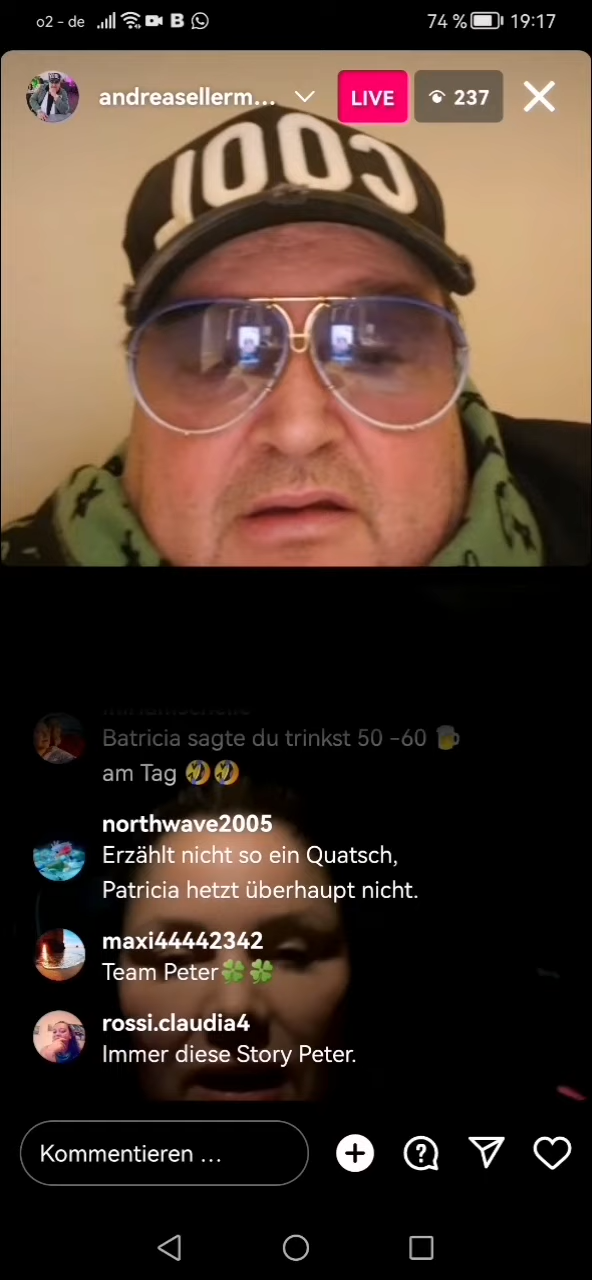 o2 - de
74 %
19:17
andreasellerm...
LIVE
237
COOL
Batricia sagte du trinkst 50 -60 🍺
am Tag 🤣🤣
northwave2005
Erzählt nicht so ein Quatsch,
Patricia hetzt überhaupt nicht.
maxi44442342
Team Peter🍀🍀
rossi.claudia4
Immer diese Story Peter.
Kommentieren ...